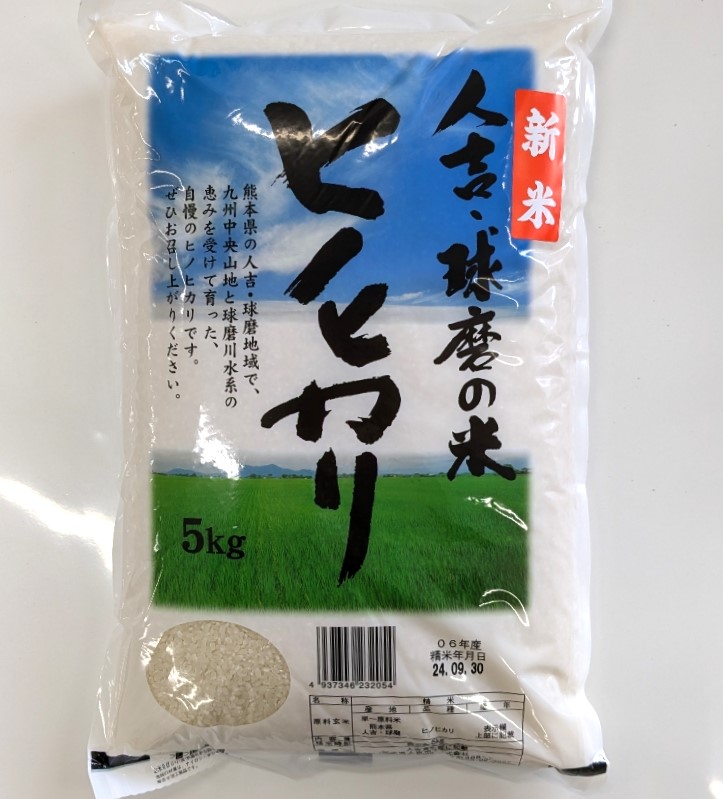 新米
人吉・球磨の米
ヒノヒカリ
熊本県の人吉・球磨地域で、
九州中央山地と球磨川水系の
恵みを受けて育った、
自慢のヒノヒカリです。
ぜひお召し上がりください。
5kg
06年産
精米年月日
24.09.30
4 937346 232054
名称 精米
産地 品種 産年
原料玄米 単一原料米
熊本県 ヒノヒカリ
人吉・球磨